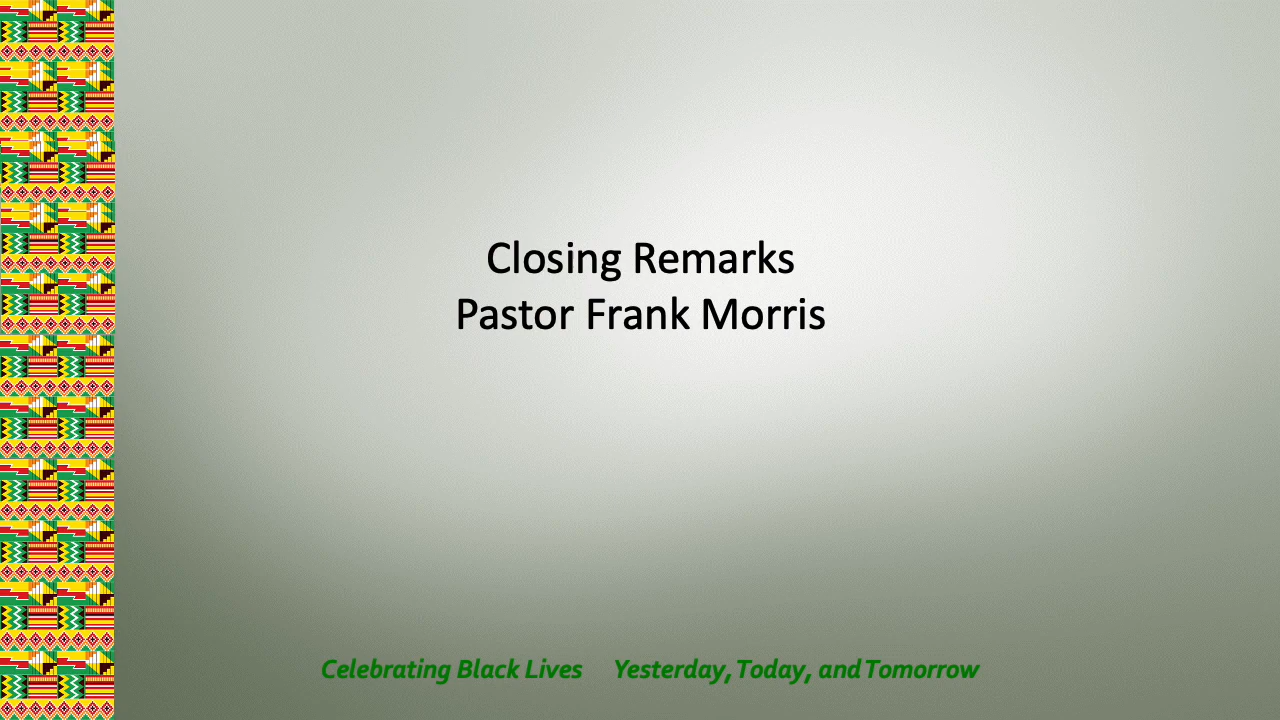 Closing Remarks
Pastor Frank Morris
Celebrating Black Lives Yesterday, Today, and Tomorrow